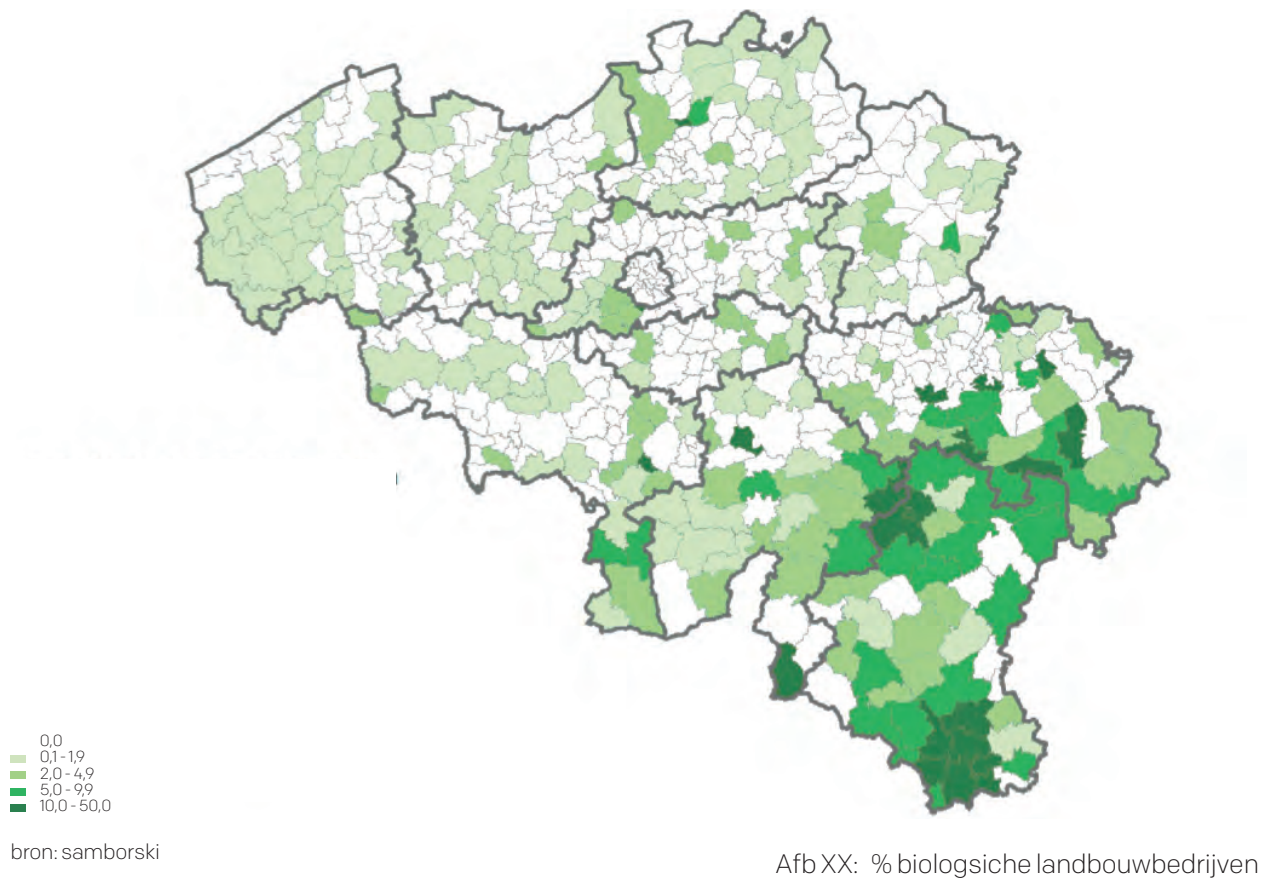 0,0
0,1 - 1,9
2,0 - 4,9
5,0 - 9,9
10,0 - 50,0
bron: samborski
Afb XX: % biologsiche landbouwbedrijven